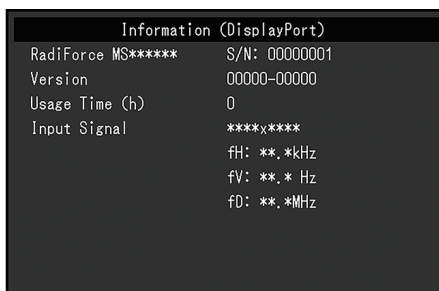 Information (DisplayPort)
RadiForce MS****** S/N: 00000001
Version 00000-00000
Usage Time (h) 0
Input Signal ****x****
fH: **.*kHz
fV: **.* Hz
fD: **.*MHz